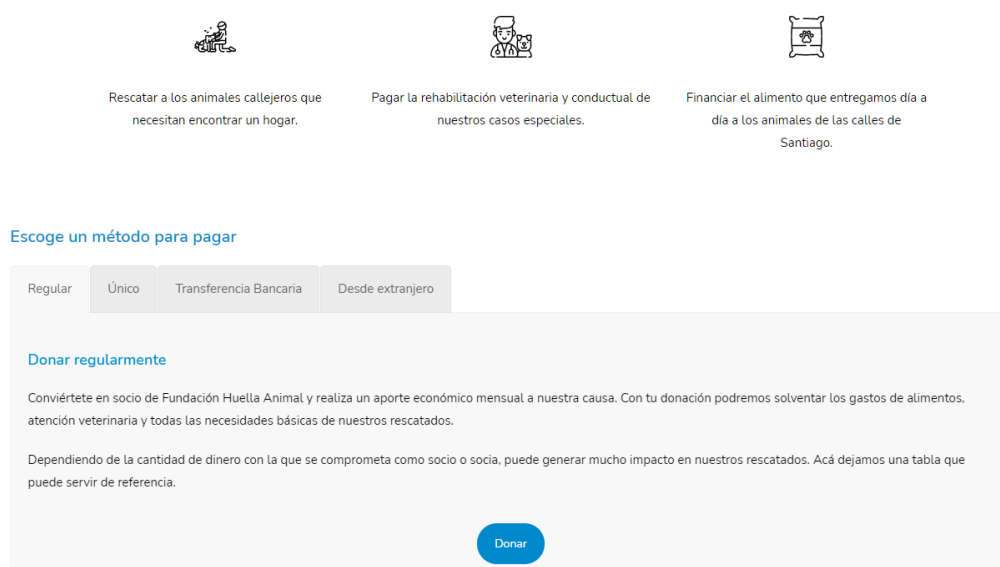 Rescatar a los animales callejeros que
necesitan encontrar un hogar.
Pagar la rehabilitación veterinaria y conductual de
nuestros casos especiales.
Financiar el alimento que entregamos día a
día a los animales de las calles de
Santiago.
Escoge un método para pagar
Regular
Único
Transferencia Bancaria
Desde extranjero
Donar regularmente
Conviértete en socio de Fundación Huella Animal y realiza un aporte económico mensual a nuestra causa. Con tu donación podremos solventar los gastos de alimentos,
atención veterinaria y todas las necesidades básicas de nuestros rescatados.
Dependiendo de la cantidad de dinero con la que se comprometa como socio o socia, puede generar mucho impacto en nuestros rescatados. Acá dejamos una tabla que
puede servir de referencia.
Donar